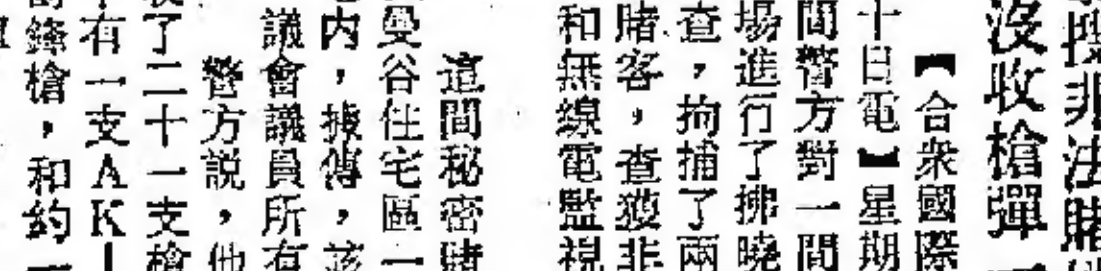 搜非法賭
沒收槍彈
【合衆國際
十日電】星期
間警方對一間
場進行了拂曉
查，拘捕了兩
賭客，查獲非
和無線電監視
這間秘密賭
曼谷住宅區一
内，據傳，該
議會議員所有
警方説，他
了二十一支槍
有一支AK—
鋒槍，和約